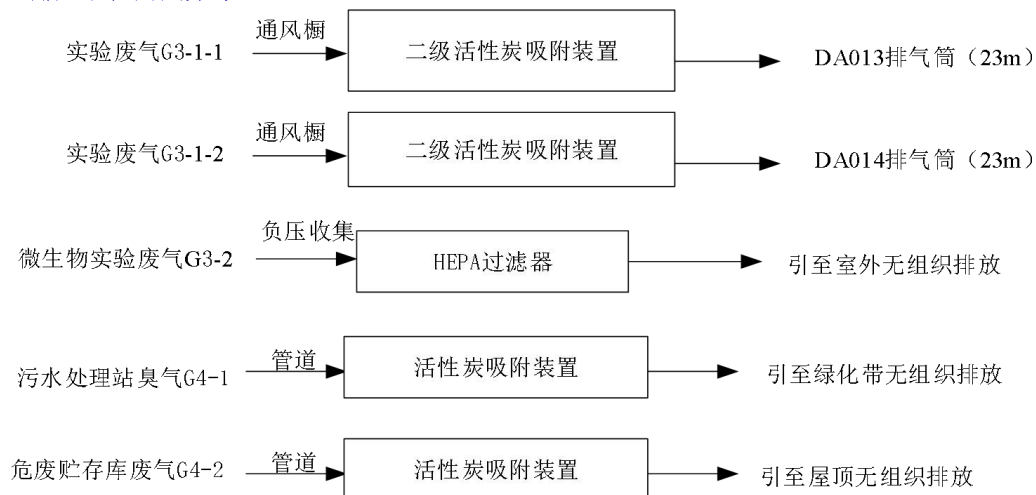 通风橱
实验废气G3-1-1
二级活性炭吸附装置
DA013排气筒（23m）
通风橱
实验废气G3-1-2
二级活性炭吸附装置
DA014排气筒（23m）
负压收集
微生物实验废气G3-2
HEPA过滤器
引至室外无组织排放
管道
污水处理站臭气G4-1
活性炭吸附装置
引至绿化带无组织排放
管道
危废贮存库废气G4-2
活性炭吸附装置
引至屋顶无组织排放